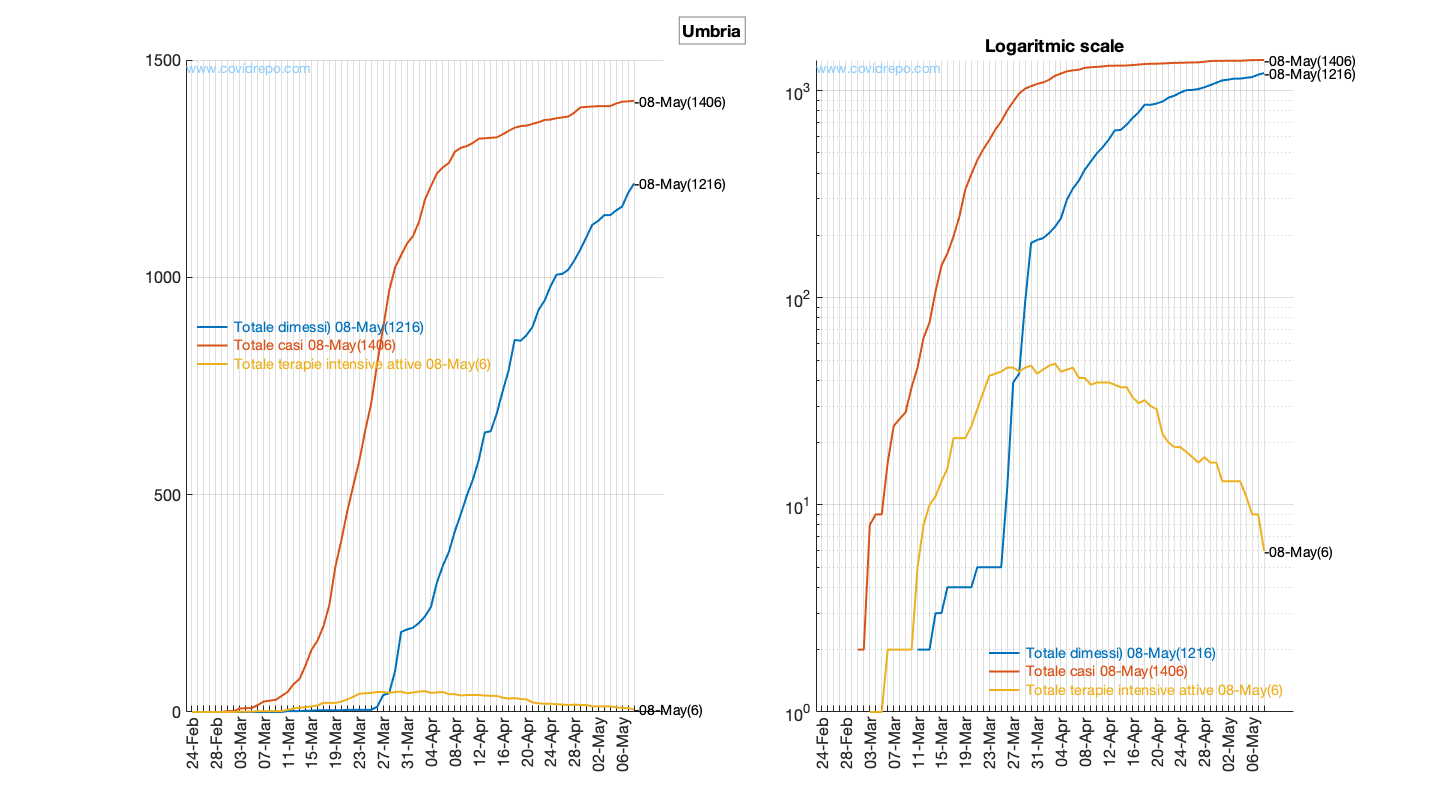 Umbria
1500
1000
500
0
www.covidrepo.com
08-May(1406)
08-May(1216)
08-May(6)
Totale dimessi) 08-May(1216)
Totale casi 08-May(1406)
Totale terapie intensive attive 08-May(6)
24-Feb
28-Feb
03-Mar
07-Mar
11-Mar
15-Mar
19-Mar
23-Mar
27-Mar
31-Mar
04-Apr
08-Apr
12-Apr
16-Apr
20-Apr
24-Apr
28-Apr
02-May
06-May
Logaritmic scale
10³
10²
10¹
10⁰
www.covidrepo.com
08-May(1406)
08-May(1216)
08-May(6)
Totale dimessi) 08-May(1216)
Totale casi 08-May(1406)
Totale terapie intensive attive 08-May(6)
24-Feb
28-Feb
03-Mar
07-Mar
11-Mar
15-Mar
19-Mar
23-Mar
27-Mar
31-Mar
04-Apr
08-Apr
12-Apr
16-Apr
20-Apr
24-Apr
28-Apr
02-May
06-May